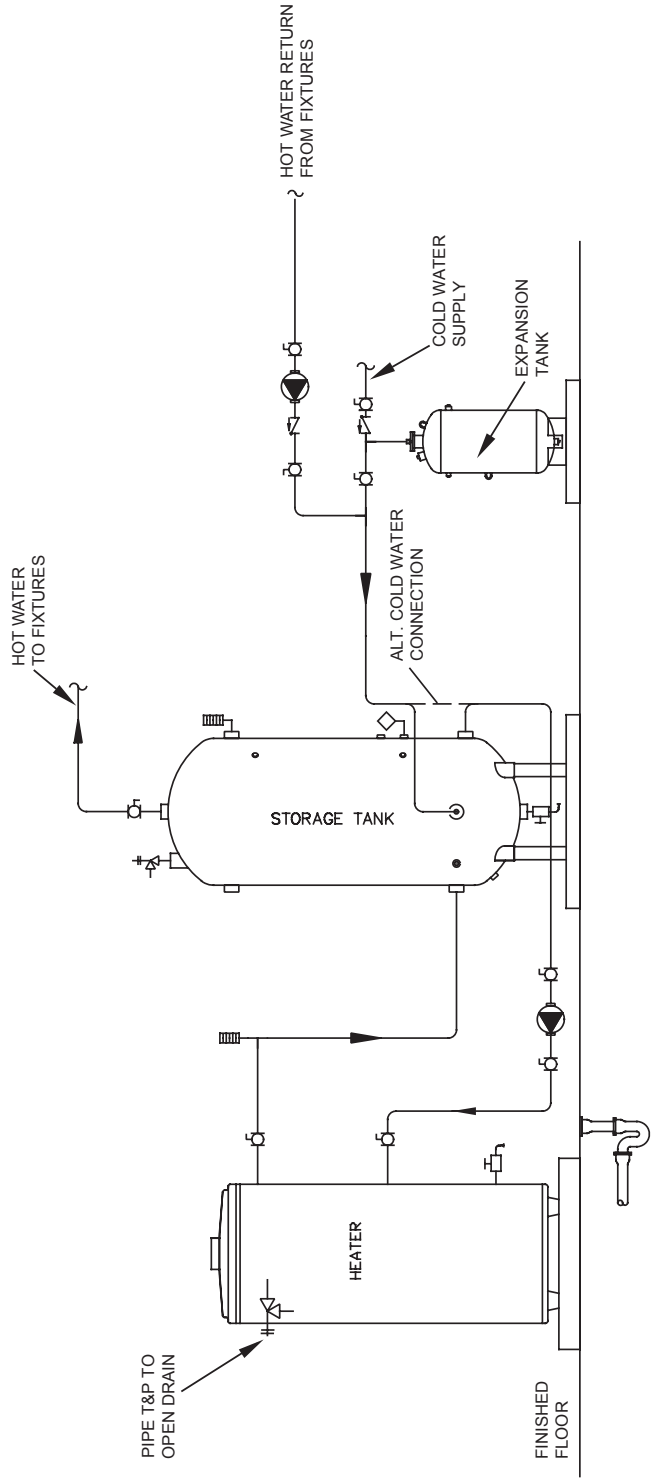 HOT WATER
TO FIXTURES
HOT WATER RETURN
FROM FIXTURES
COLD WATER
SUPPLY
EXPANSION
TANK
ALT. COLD WATER
CONNECTION
STORAGE TANK
HEATER
PIPE T&P TO
OPEN DRAIN
FINISHED
FLOOR